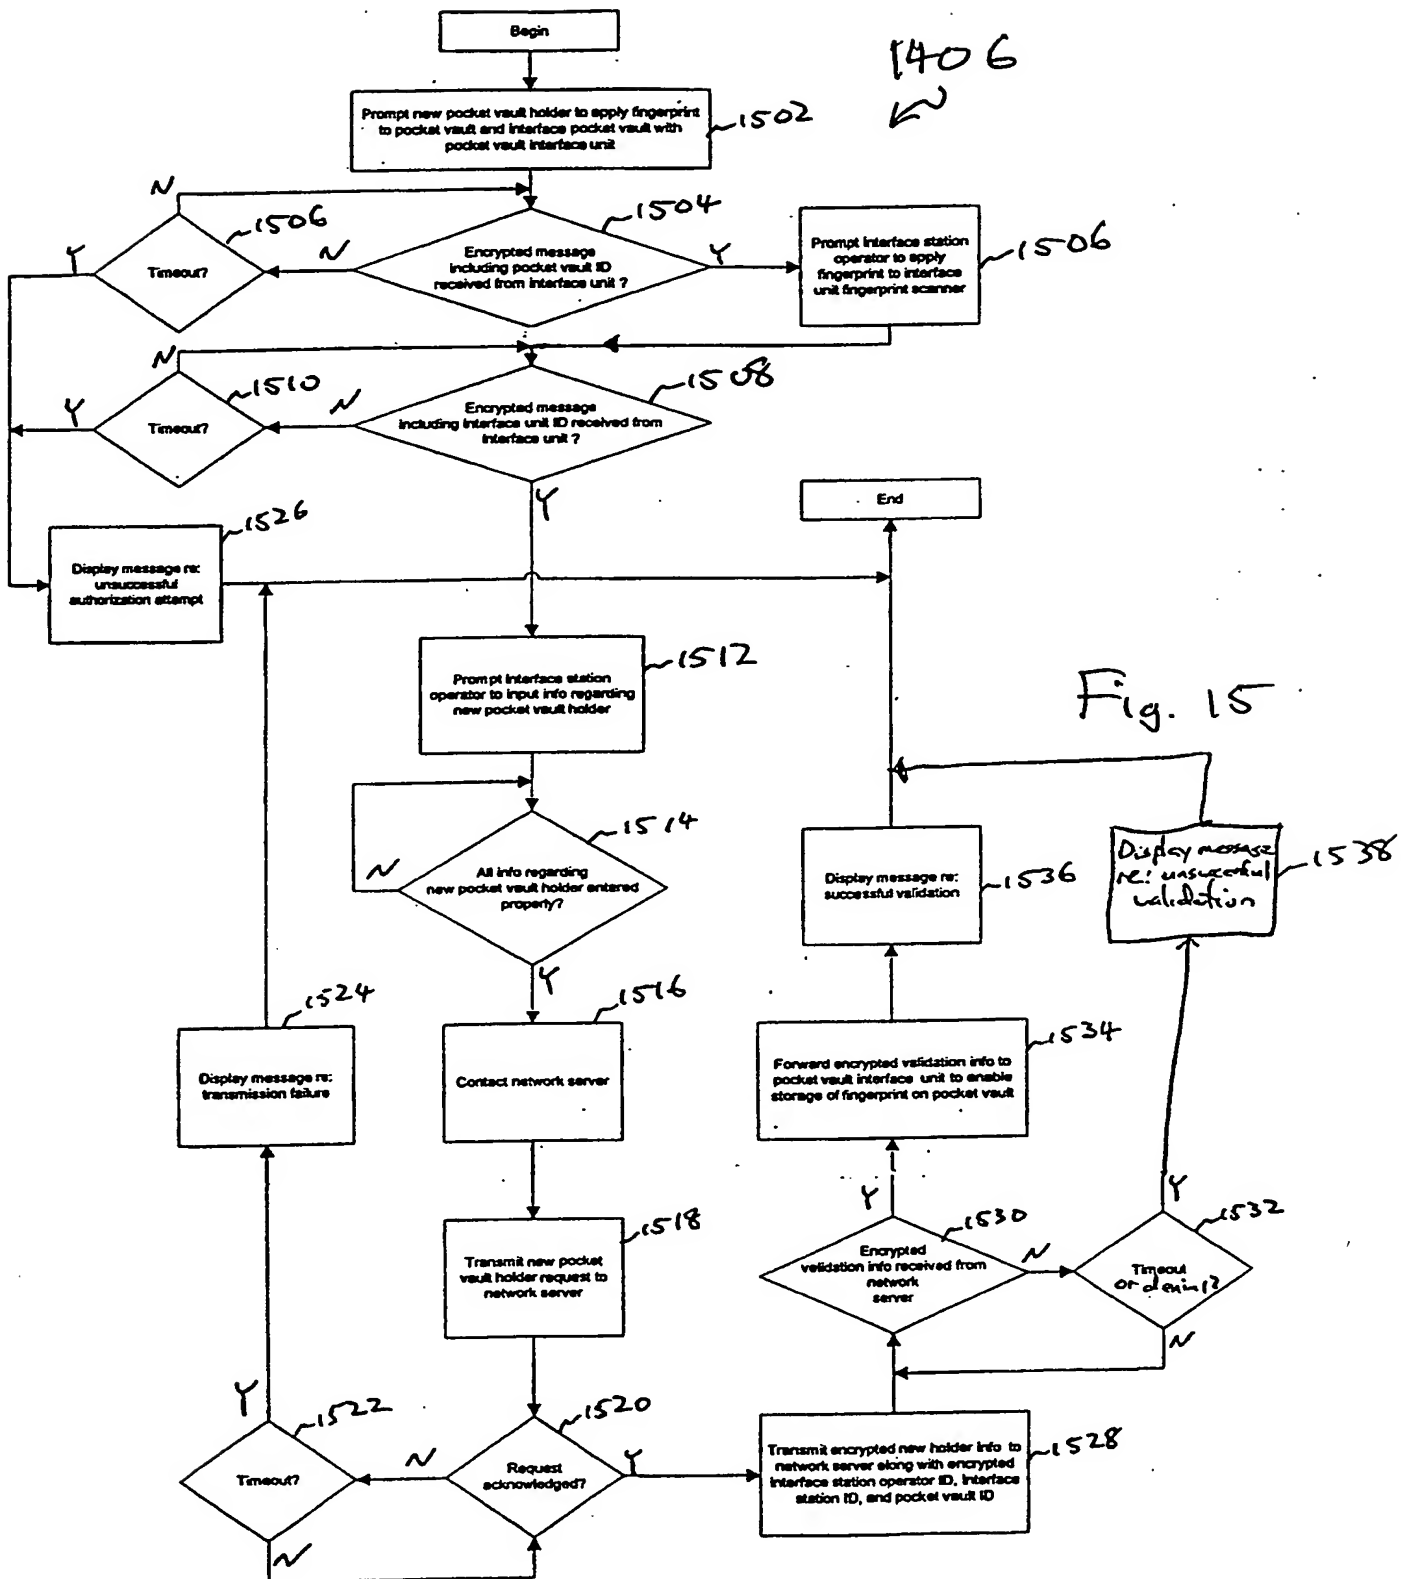 Begin
1406
Prompt new pocket vault holder to apply fingerprint
to pocket vault and interface pocket vault with
pocket vault interface unit
1502
N
1506
Timeout?
Y
N
1504
Encrypted message
including pocket vault ID
received from interface unit ?
Y
Prompt interface station
operator to apply
fingerprint to interface
unit fingerprint scanner
1506
N
1510
Timeout?
Y
N
1508
Encrypted message
including interface unit ID received from
interface unit ?
Y
End
1526
Display message re:
unsuccessful
authorization attempt
Prompt interface station
operator to input info regarding
new pocket vault holder
1512
Fig. 15
1514
All info regarding
new pocket vault holder entered
properly?
N
Y
Display message re:
successful validation
1536
Display message
re: unsuccesful
validation
1538
1524
Display message re:
transmission failure
1516
Contact network server
1534
Forward encrypted validation info to
pocket vault interface unit to enable
storage of fingerprint on pocket vault
1518
Transmit new pocket
vault holder request to
network server
Y
1530
Encrypted
validation info received from
network
server
N
Y
1532
Timeout
or denial?
N
Y
1522
Timeout?
N
N
1520
Request
acknowledged?
Y
Transmit encrypted new holder info to
network server along with encrypted
interface station operator ID, interface
station ID, and pocket vault ID
1528